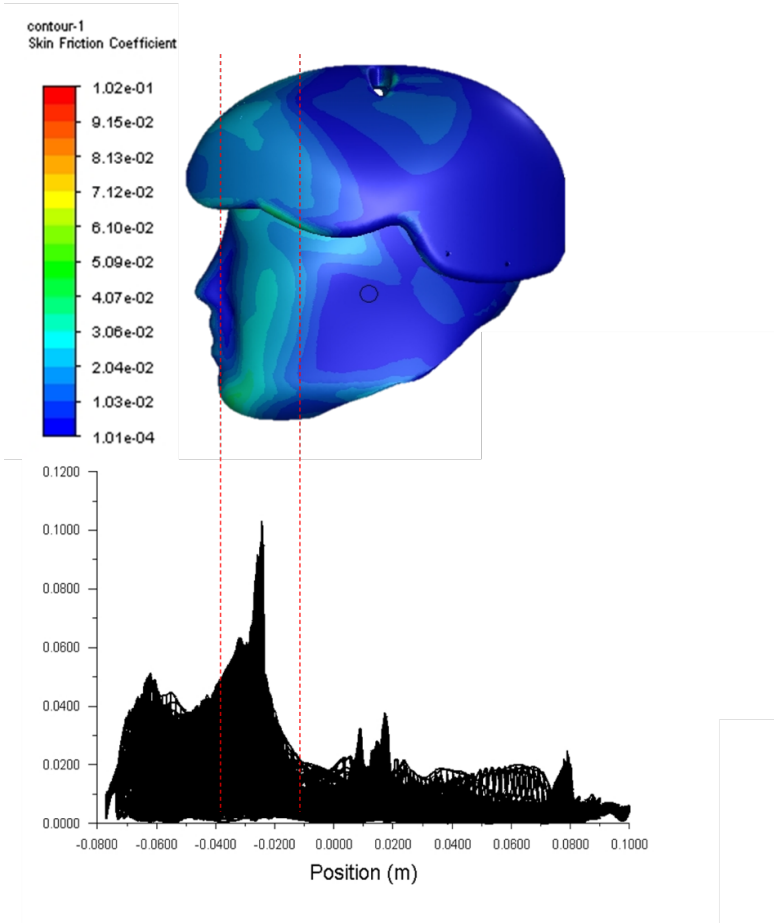 contour-1
Skin Friction Coefficient
1.02e-01
9.15e-02
8.13e-02
7.12e-02
6.10e-02
5.09e-02
4.07e-02
3.06e-02
2.04e-02
1.03e-02
1.01e-04
0.1200
0.1000
0.0800
0.0600
0.0400
0.0200
0.0000
-0.0800 -0.0600 -0.0400 -0.0200 0.0000 0.0200 0.0400 0.0600 0.0800 0.1000
Position (m)